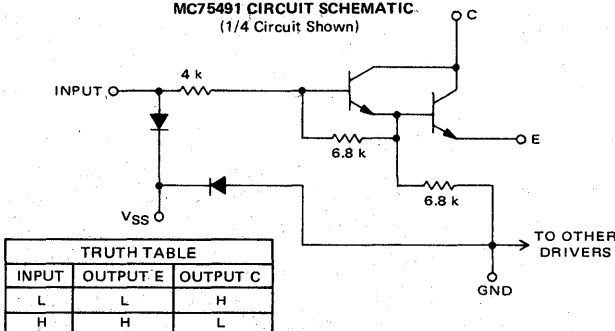 MC75491 CIRCUIT SCHEMATIC
(1/4 Circuit Shown)
C
INPUT
4 k
6.8 k
E
6.8 k
VSS
TO OTHER
DRIVERS
GND
TRUTH TABLE
INPUT OUTPUT E OUTPUT C
L L H
H H L